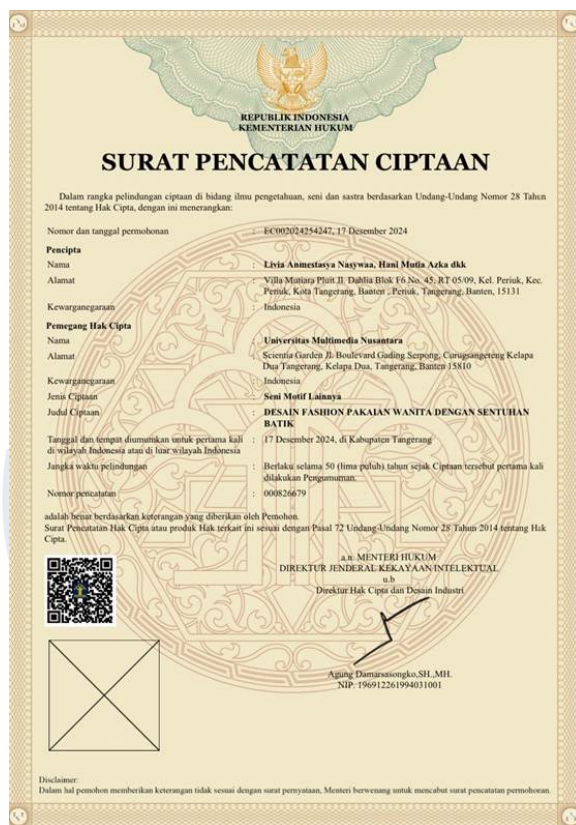 REPUBLIK INDONESIA
KEMENTERIAN HUKUM
SURAT PENCATATAN CIPTAAN
Dalam rangka pelindungan ciptaan di bidang ilmu pengetahuan, seni dan sastra berdasarkan Undang-Undang Nomor 28 Tahun
2014 tentang Hak Cipta, dengan ini menerangkan:
Nomor dan tanggal permohonan : EC002024254247, 17 Desember 2024
Pencipta
Nama : Livia Anmestasya Nasywaa, Hani Mutia Azka dkk
Alamat : Villa Mutiara Pluit Jl. Dahlia Blok F6 No. 45, RT 05/09, Kel. Periuk, Kec.
Periuk, Kota Tangerang, Banten , Periuk, Tangerang, Banten, 15131
Kewarganegaraan : Indonesia
Pemegang Hak Cipta
Nama : Universitas Multimedia Nusantara
Alamat : Scientia Garden Jl. Boulevard Gading Serpong, Curugsangereng Kelapa
Dua Tangerang, Kelapa Dua, Tangerang, Banten 15810
Kewarganegaraan : Indonesia
Jenis Ciptaan : Seni Motif Lainnya
Judul Ciptaan : DESAIN FASHION PAKAIAN WANITA DENGAN SENTUHAN
BATIK
Tanggal dan tempat diumumkan untuk pertama kali : 17 Desember 2024, di Kabupaten Tangerang
di wilayah Indonesia atau di luar wilayah Indonesia
Jangka waktu pelindungan : Berlaku selama 50 (lima puluh) tahun sejak Ciptaan tersebut pertama kali
dilakukan Pengumuman.
Nomor pencatatan : 000826679
adalah benar berdasarkan keterangan yang diberikan oleh Pemohon.
Surat Pencatatan Hak Cipta atau produk Hak terkait ini sesuai dengan Pasal 72 Undang-Undang Nomor 28 Tahun 2014 tentang Hak
Cipta.
a.n. MENTERI HUKUM
DIREKTUR JENDERAL KEKAYAAN INTELEKTUAL
u.b
Direktur Hak Cipta dan Desain Industri
Agung Damarsasongko,SH.,MH.
NIP. 196912261994031001
Disclaimer:
Dalam hal pemohon memberikan keterangan tidak sesuai dengan surat pernyataan, Menteri berwenang untuk mencabut surat pencatatan permohonan.